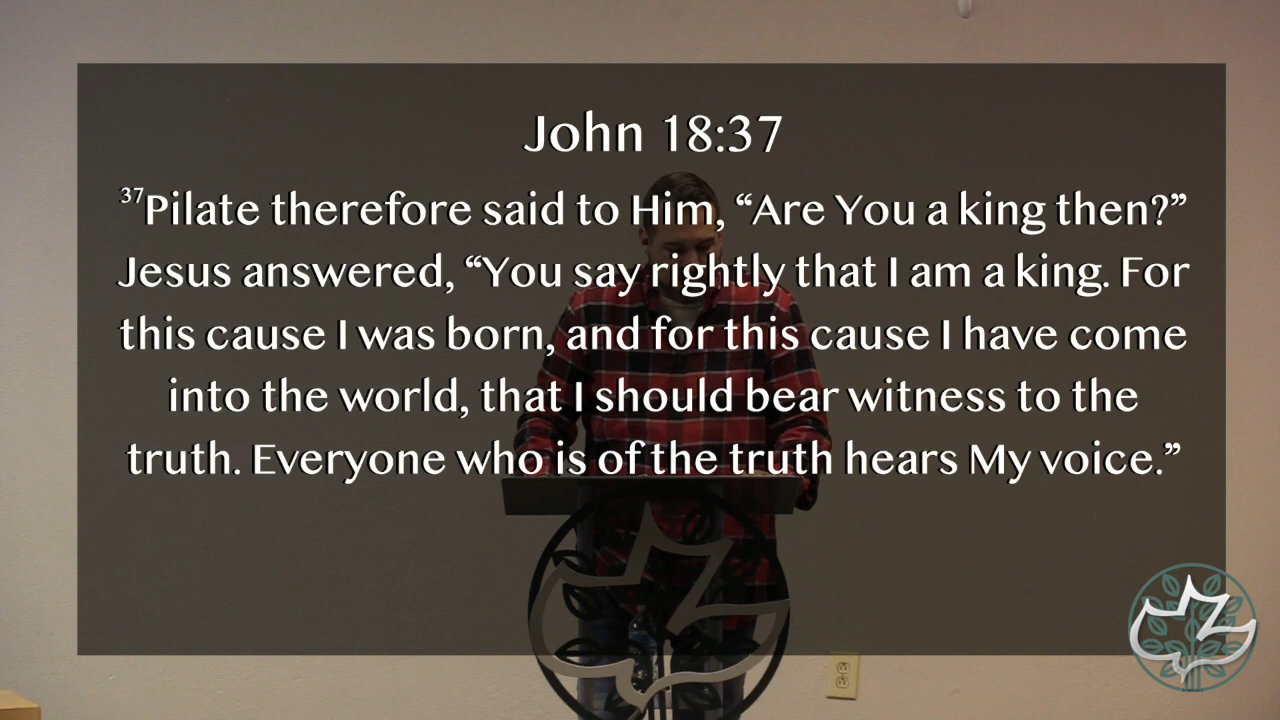 John 18:37
37Pilate therefore said to Him, “Are You a king then?”
Jesus answered, “You say rightly that I am a king. For
this cause I was born, and for this cause I have come
into the world, that I should bear witness to the
truth. Everyone who is of the truth hears My voice.”